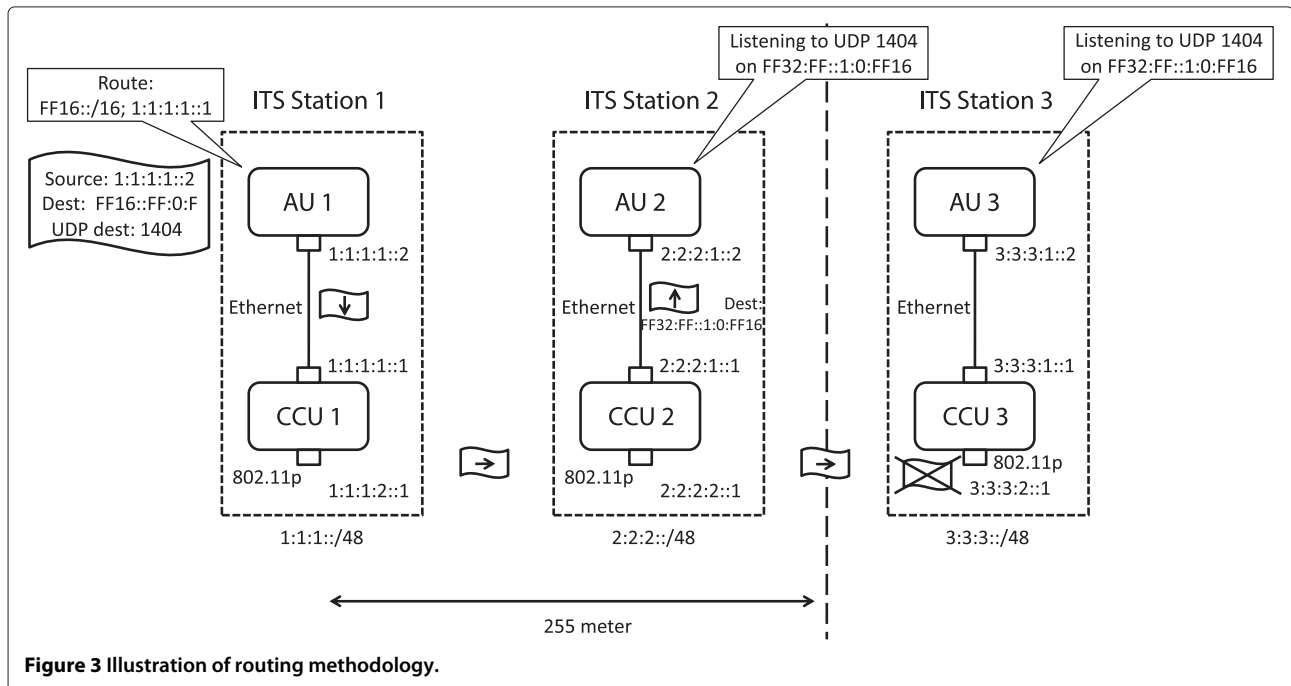 Listening to UDP 1404
on FF32:FF::1:0:FF16
Listening to UDP 1404
on FF32:FF::1:0:FF16
Route:
FF16::/16; 1:1:1:1::1
ITS Station 1
ITS Station 2
ITS Station 3
Source: 1:1:1:1::2
Dest: FF16::FF:0:F
UDP dest: 1404
AU 1
AU 2
AU 3
1:1:1:1::2
2:2:2:1::2
3:3:3:1::2
Ethernet
Ethernet
Dest:
FF32:FF::1:0:FF16
Ethernet
1:1:1:1::1
2:2:2:1::1
3:3:3:1::1
CCU 1
CCU 2
CCU 3
802.11p
802.11p
802.11p
1:1:1:2::1
2:2:2:2::1
3:3:3:2::1
1:1:1::/48
2:2:2::/48
3:3:3::/48
255 meter
Figure 3 Illustration of routing methodology.